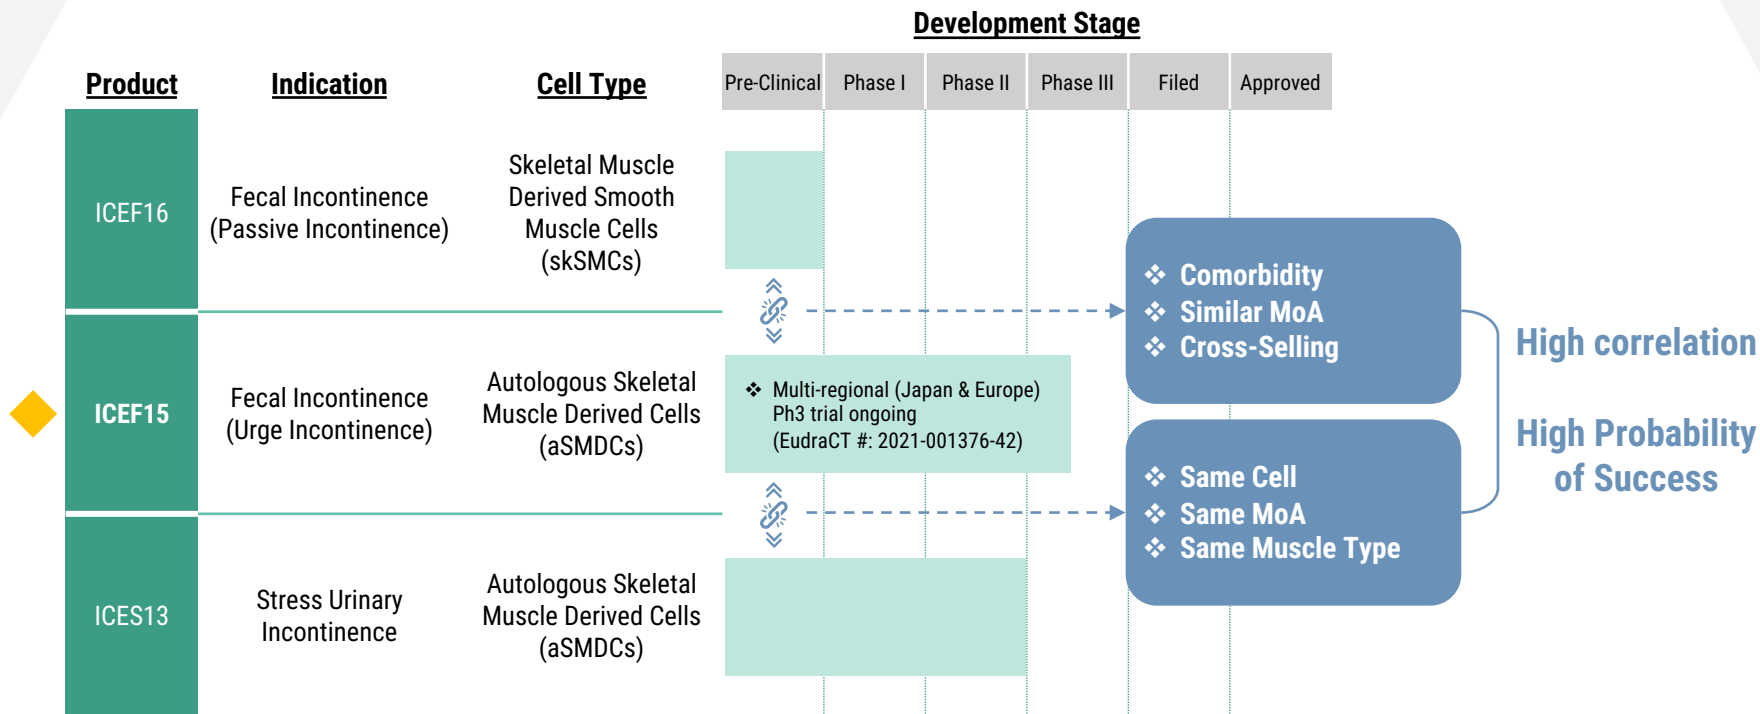 Development Stage
Product
Indication
Cell Type
Pre-Clinical
Phase I
Phase II
Phase III
Filed
Approved
ICEF16
Fecal Incontinence
(Passive Incontinence)
Skeletal Muscle
Derived Smooth
Muscle Cells
(skSMCs)
❖ Comorbidity
❖ Similar MoA
❖ Cross-Selling
ICEF15
Fecal Incontinence
(Urge Incontinence)
Autologous Skeletal
Muscle Derived Cells
(aSMDCs)
❖ Multi-regional (Japan & Europe)
Ph3 trial ongoing
(EudraCT #: 2021-001376-42)
❖ Same Cell
❖ Same MoA
❖ Same Muscle Type
High correlation
High Probability
of Success
ICES13
Stress Urinary
Incontinence
Autologous Skeletal
Muscle Derived Cells
(aSMDCs)